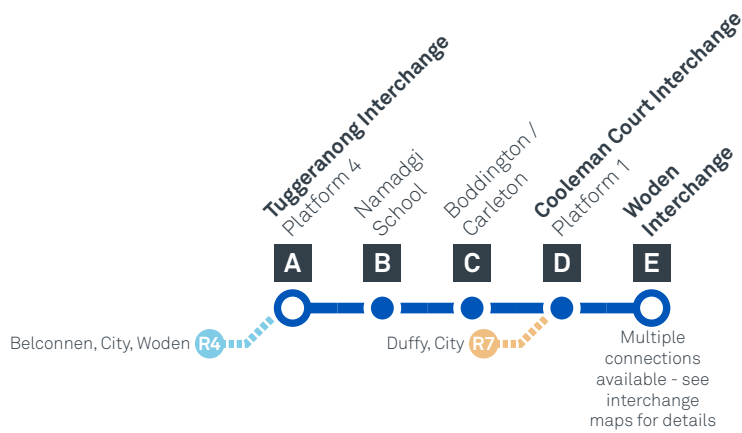 Tuggeranong Interchange
Platform 4
Namadgi
School
Boddington /
Carleton
Cooleman Court Interchange
Platform 1
Woden
Interchange
A
B
C
D
E
Belconnen, City, Woden R4
Duffy, City R7
Multiple
connections
available - see
interchange
maps for details